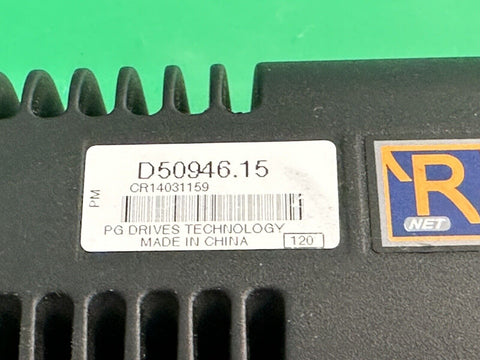 D50946.15
CR14031159
PM
PG DRIVES TECHNOLOGY
MADE IN CHINA 120
R
NET